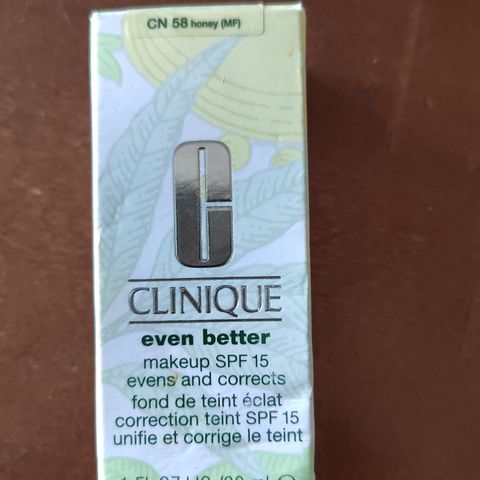 CN 58 honey (MF)
C
CLINIQUE
even better
makeup SPF 15
evens and corrects
fond de teint éclat
correction teint SPF 15
unifie et corrige le teint